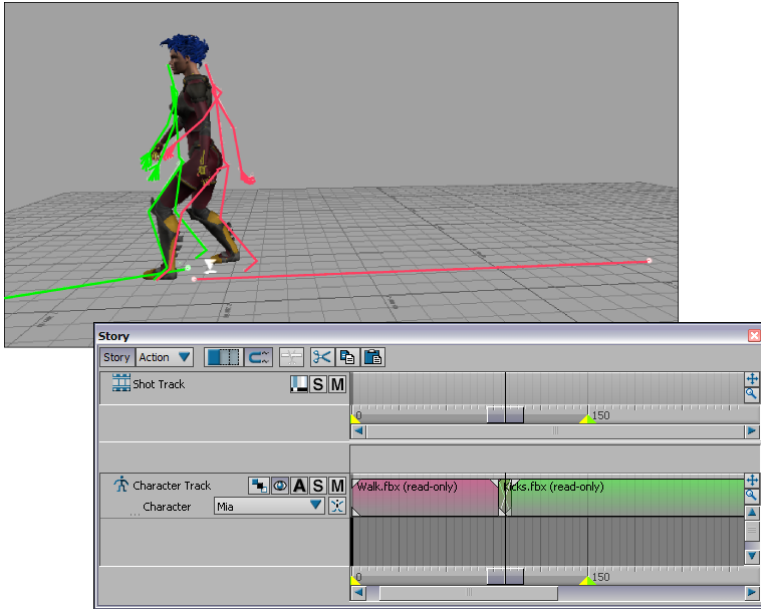 Story
Story Action
Shot Track S M
0 150
Character Track A S M
Walk.fbx (read-only) Kicks.fbx (read-only)
Character Mia
0 150